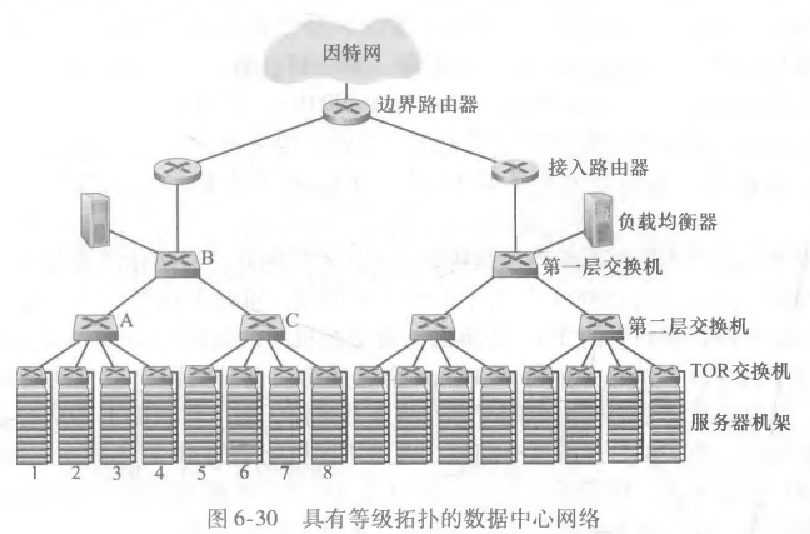 因特网
边界路由器
接入路由器
负载均衡器
B
第一层交换机
A
C
第二层交换机
TOR交换机
服务器机架
1 2 3 4 5 6 7 8
图 6-30 具有等级拓扑的数据中心网络